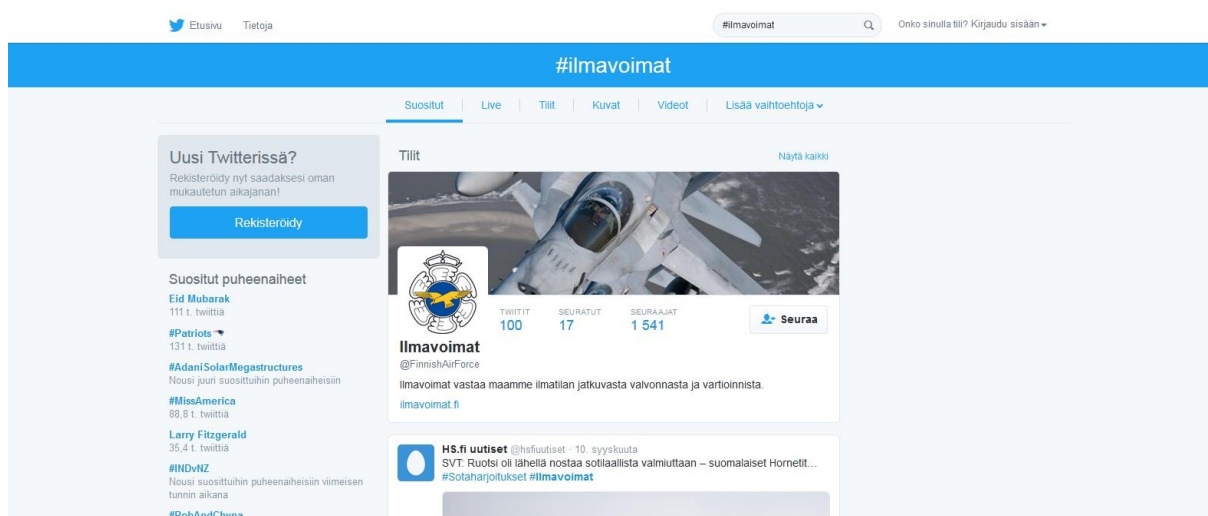 Etusivu Tietoja #ilmavoimat Onko sinulla tili? Kirjaudu sisään
#ilmavoimat
Suositut Live Tilit Kuvat Videot Lisää vaihtoehtoja
Uusi Twitterissä?
Rekisteröidy nyt saadaksesi oman
mukautetun aikajanan!
Rekisteröidy
Suositut puheenaiheet
Eid Mubarak
111 t. twiittiä
#Patriots
131 t. twiittiä
#AdaniSolarMegastructures
Nousi juuri suosittuihin puheenaiheisiin
#MissAmerica
88,8 t. twiittiä
Larry Fitzgerald
35,4 t. twiittiä
#INDvNZ
Nousi suosittuihin puheenaiheisiin viimeisen
tunnin aikana
#RobAndChyna
Tilit Näytä kaikki
TWIITIT SEURATUT SEURAAJAT
100 17 1 541
Seuraa
Ilmavoimat
@FinnishAirForce
Ilmavoimat vastaa maamme ilmatilan jatkuvasta valvonnasta ja vartioinnista.
ilmavoimat.fi
HS.fi uutiset @hsfiuutiset · 10. syyskuuta
SVT: Ruotsi oli lähellä nostaa sotilaallista valmiuttaan – suomalaiset Hornetit…
#Sotaharjoitukset #Ilmavoimat